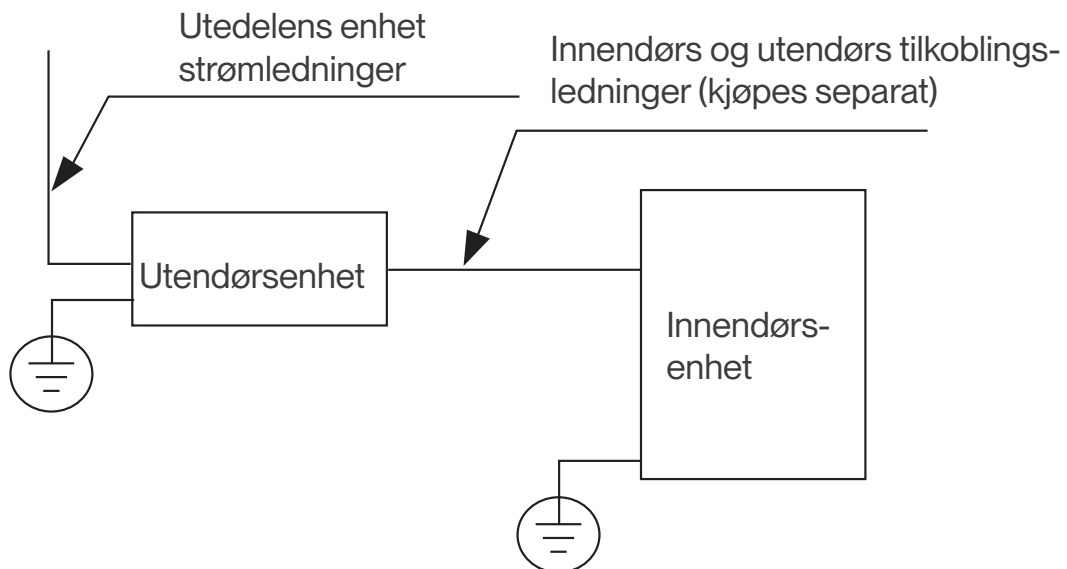 Utedelens enhet
strømledninger
Innendørs og utendørs tilkoblings-
ledninger (kjøpes separat)
Utendørsenhet
Innendørs-
enhet